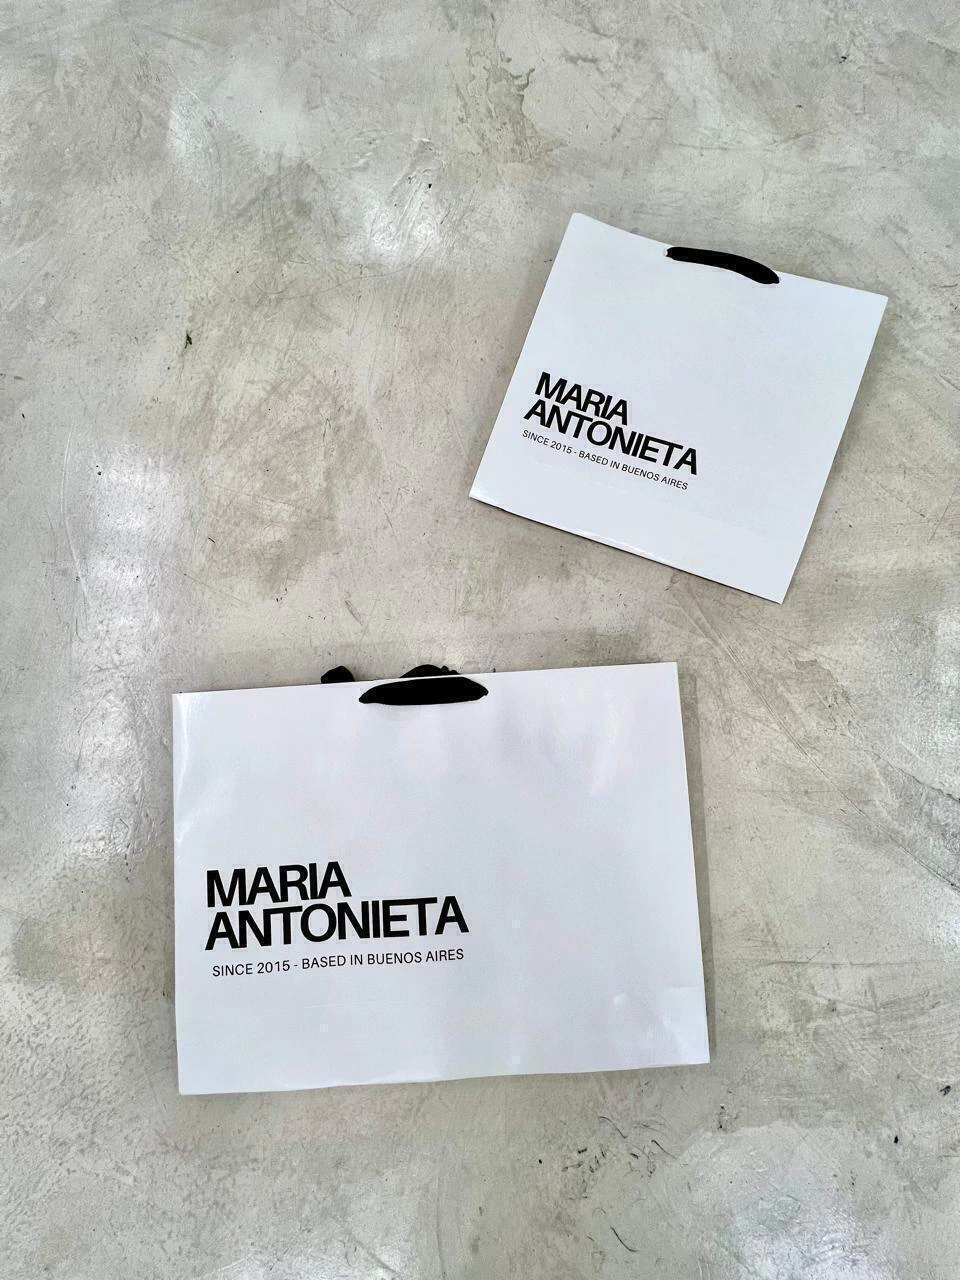 MARIA
ANTONIETA
SINCE 2015 - BASED IN BUENOS AIRES
MARIA
ANTONIETA
SINCE 2015 - BASED IN BUENOS AIRES